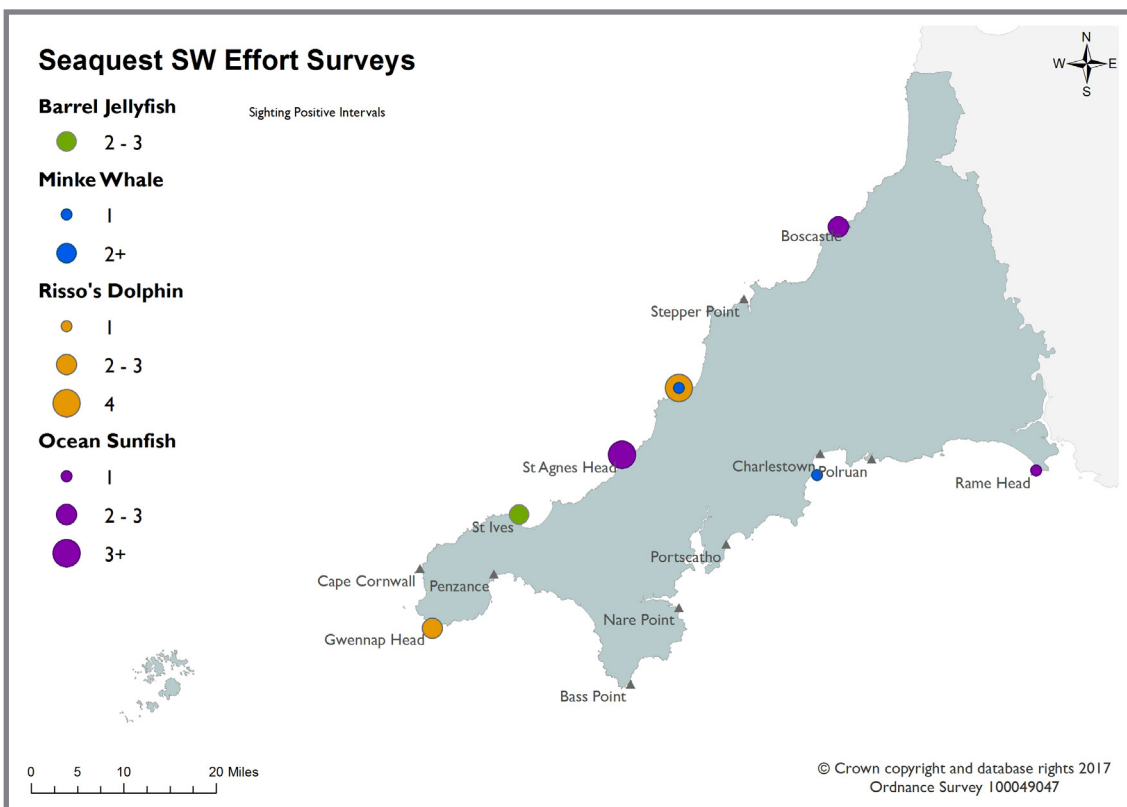 Seaquest SW Effort Surveys
Barrel Jellyfish
Sighting Positive Intervals
2 - 3
Minke Whale
1
2+
Risso's Dolphin
1
2 - 3
4
Ocean Sunfish
1
2 - 3
3+
N
W E
S
Boscastle
Stepper Point
St Agnes Head
Charlestown
Polruan
Rame Head
St Ives
Portscatho
Cape Cornwall
Penzance
Nare Point
Gwennap Head
Bass Point
0 5 10 20 Miles
© Crown copyright and database rights 2017
Ordnance Survey 100049047